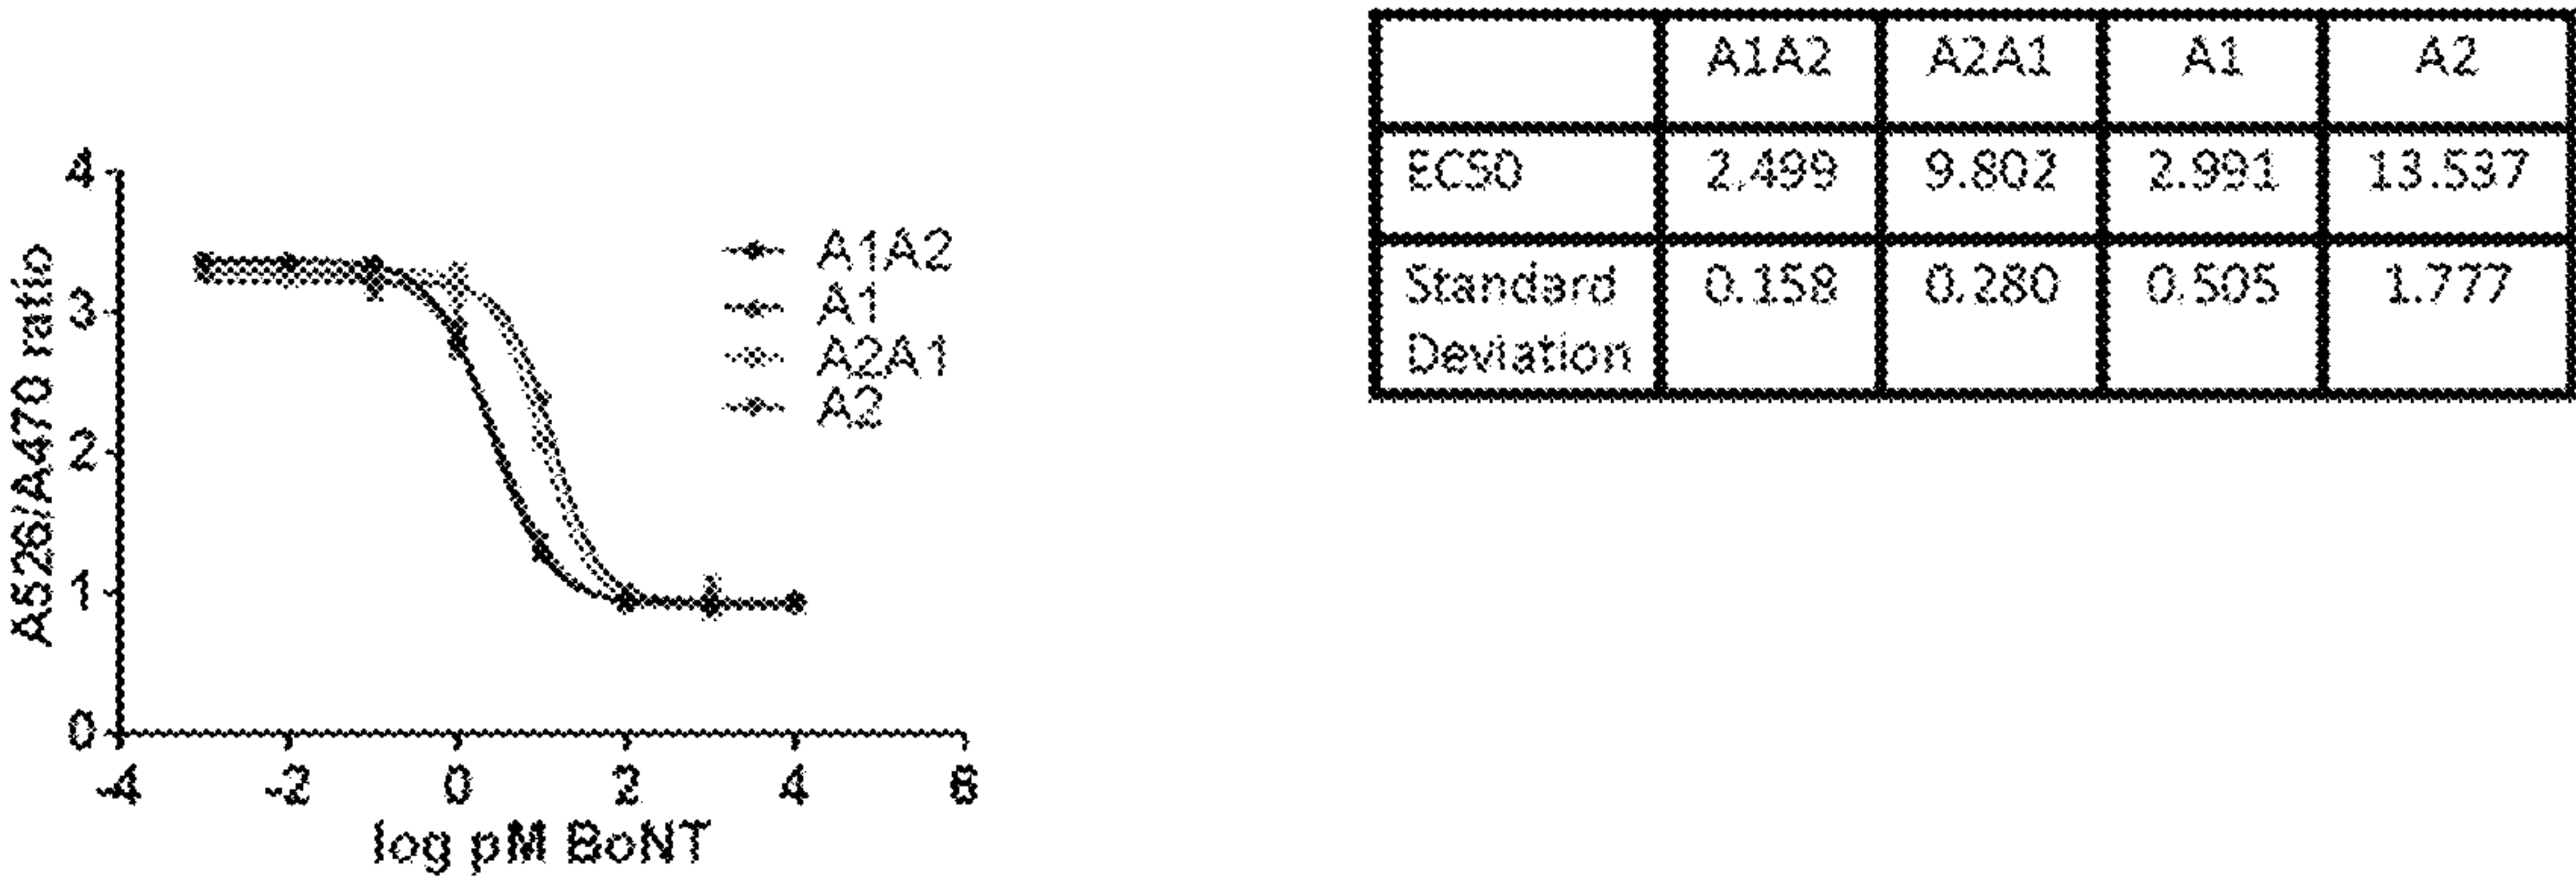 4
3
2
1
0
A526/A470 ratio
-4 -2 0 2 4 6
log pM BoNT
A1A2
A1
A2A1
A2
A1A2 A2A1 A1 A2
EC50 2.499 9.802 2.991 13.537
Standard 0.158 0.280 0.505 1.777
Deviation